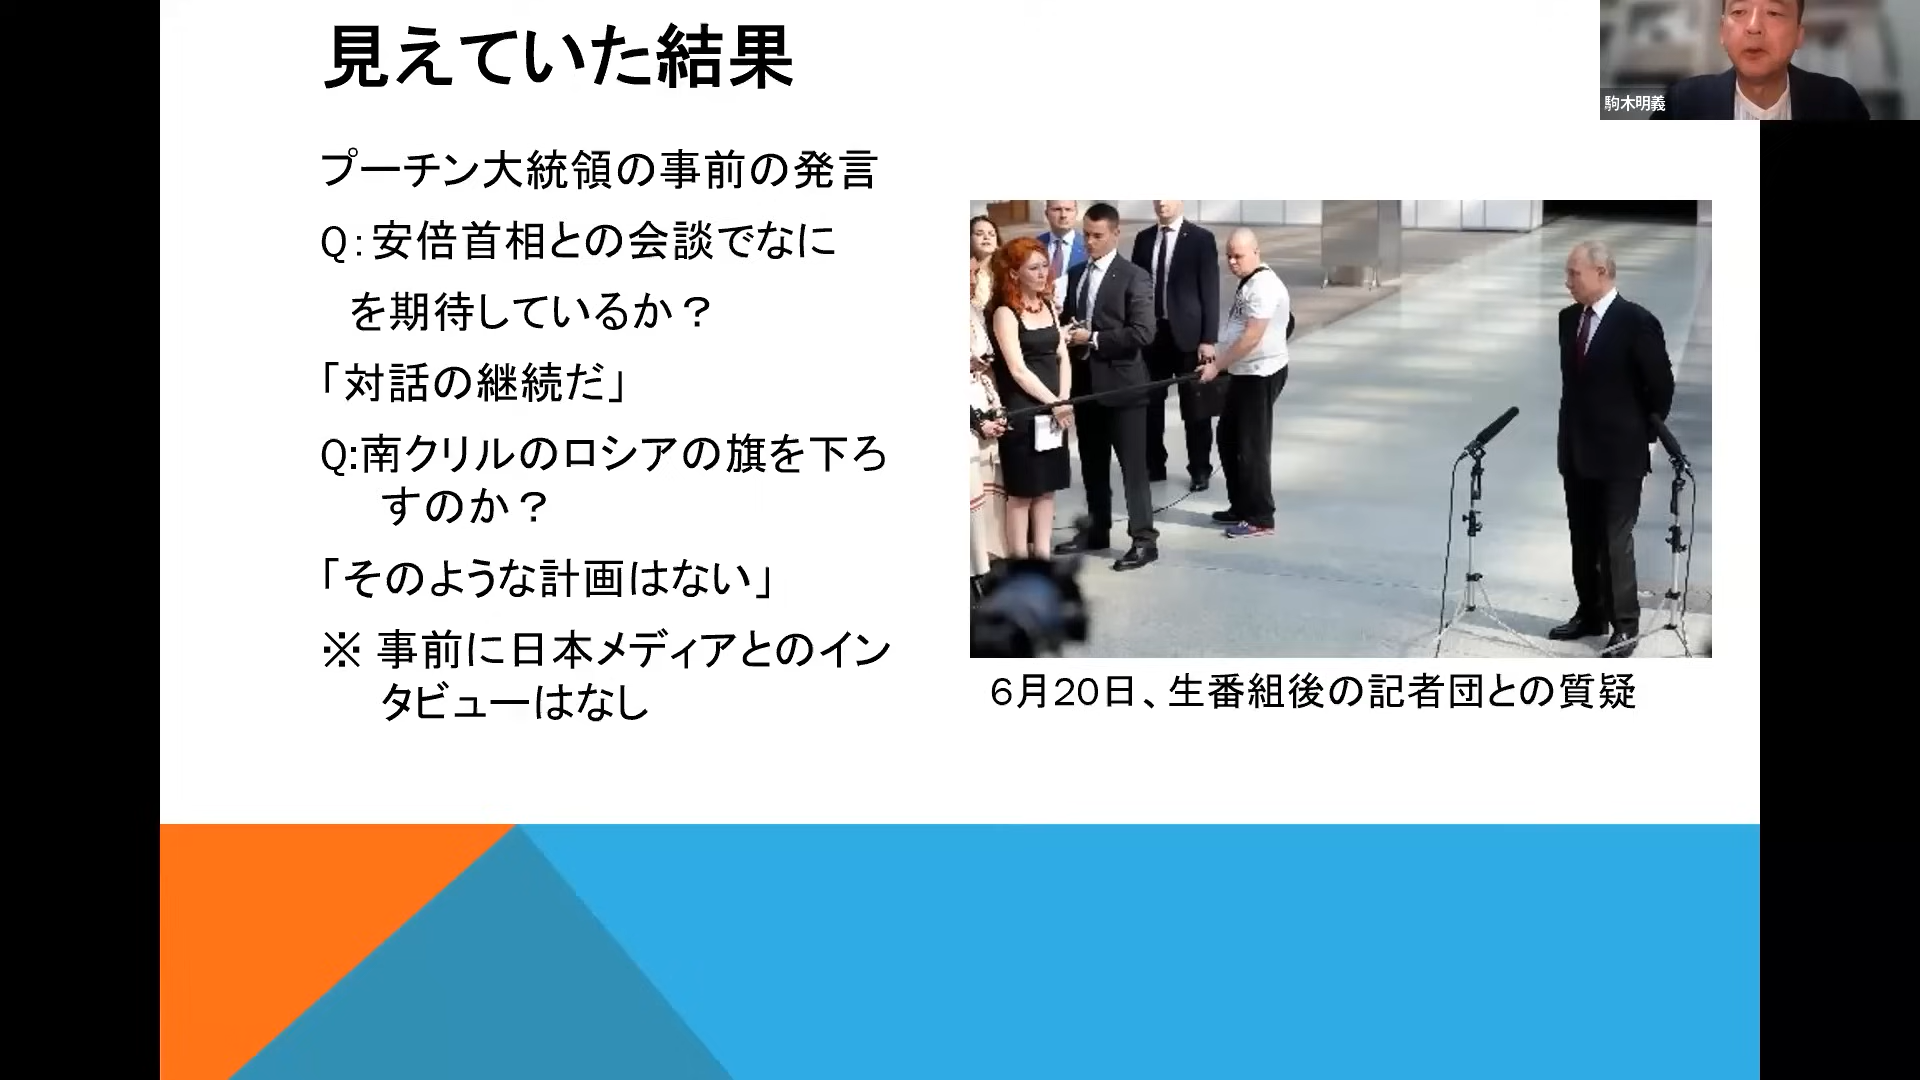 見えていた結果
駒木明義
プーチン大統領の事前の発言
Q：安倍首相との会談でなに
を期待しているか？
「対話の継続だ」
Q:南クリルのロシアの旗を下ろ
すのか？
「そのような計画はない」
※ 事前に日本メディアとのイン
タビューはなし
6月20日、生番組後の記者団との質疑